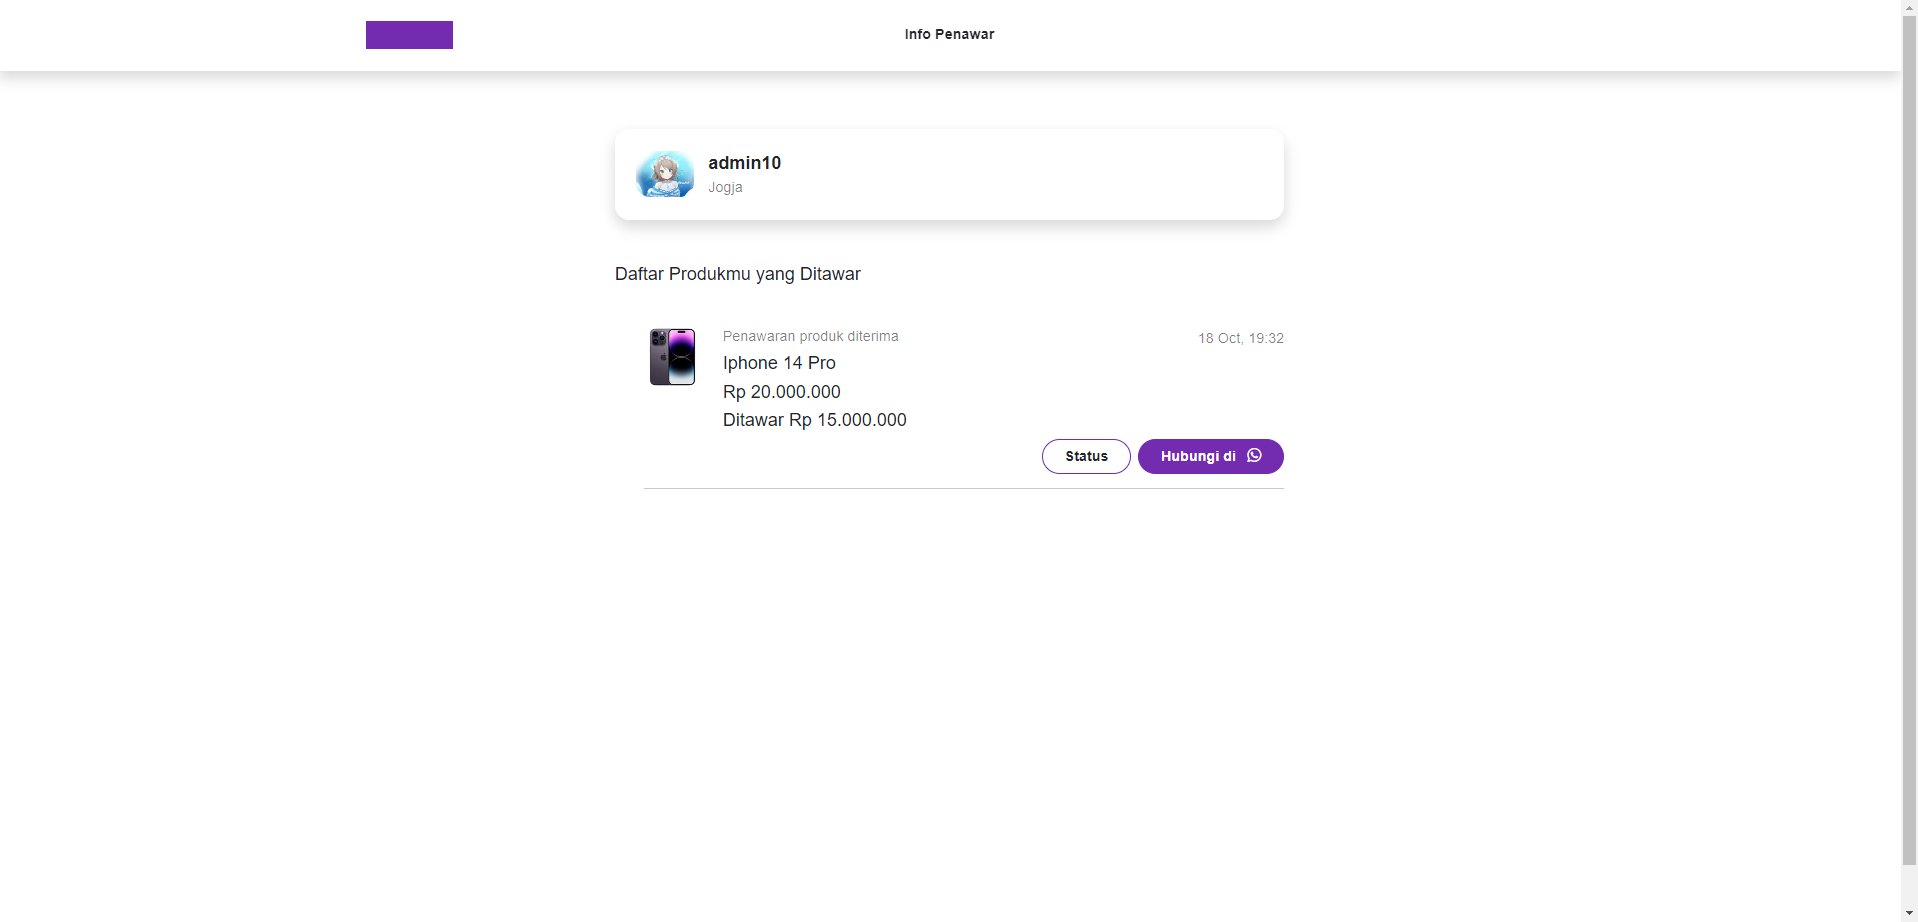 Info Penawar
admin10
Jogja
Daftar Produkmu yang Ditawar
Penawaran produk diterima
18 Oct, 19:32
Iphone 14 Pro
Rp 20.000.000
Ditawar Rp 15.000.000
Status
Hubungi di